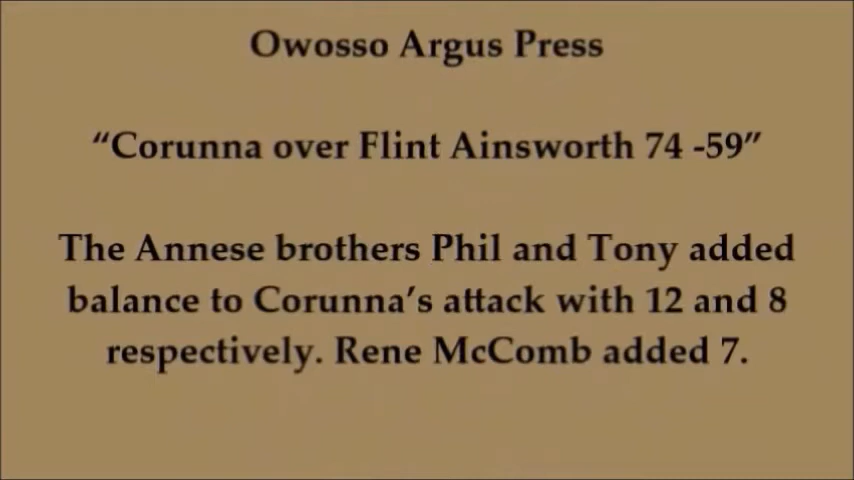 Owosso Argus Press
“Corunna over Flint Ainsworth 74 -59”
The Annese brothers Phil and Tony added
balance to Corunna’s attack with 12 and 8
respectively. Rene McComb added 7.